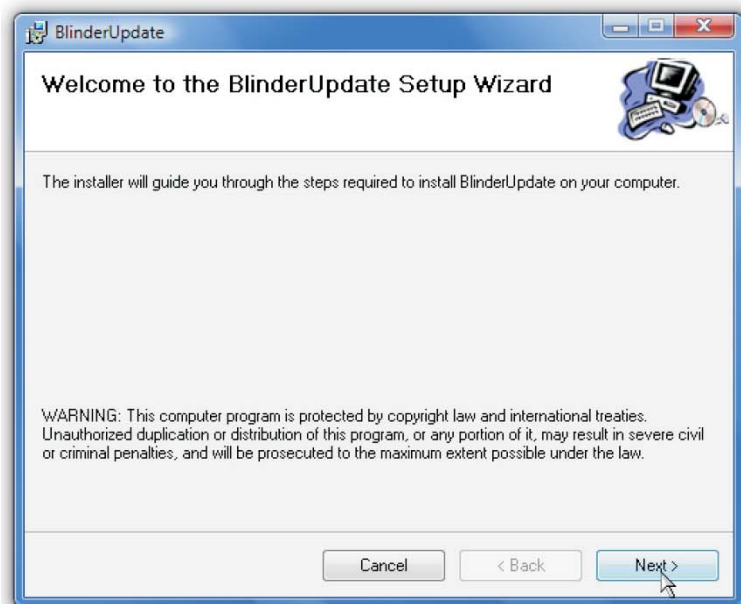 BlinderUpdate
Welcome to the BlinderUpdate Setup Wizard
The installer will guide you through the steps required to install BlinderUpdate on your computer.
WARNING: This computer program is protected by copyright law and international treaties.
Unauthorized duplication or distribution of this program, or any portion of it, may result in severe civil
or criminal penalties, and will be prosecuted to the maximum extent possible under the law.
Cancel
< Back
Next >